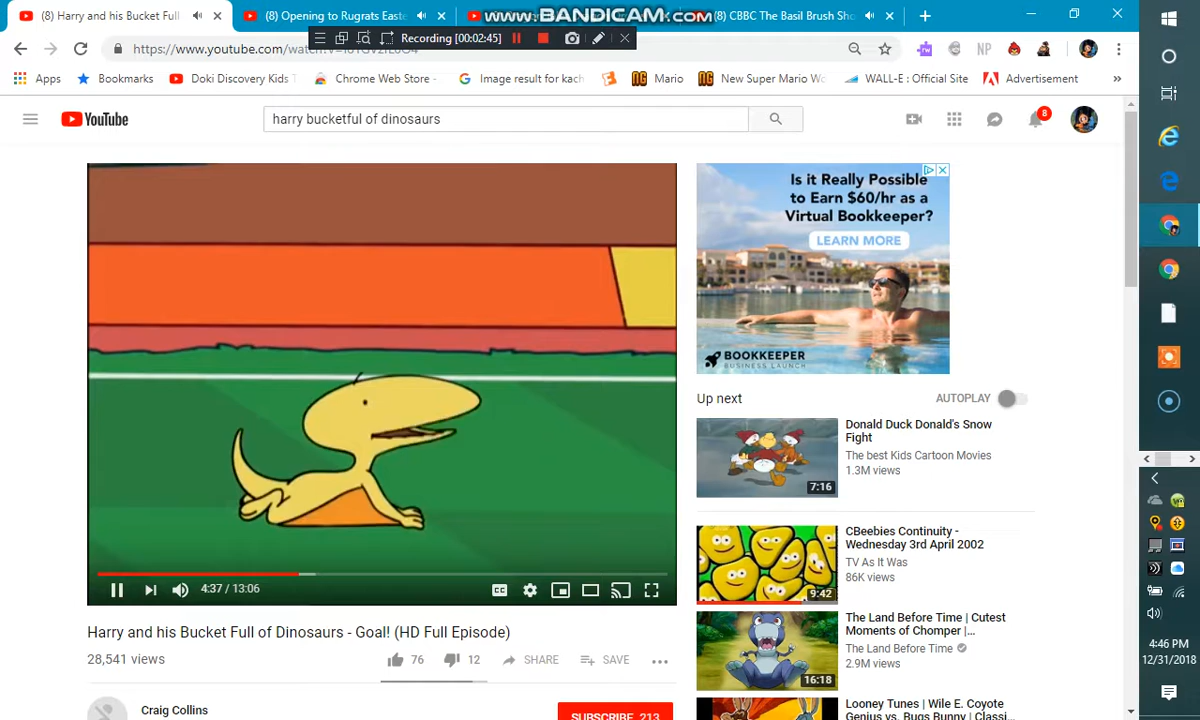 (8) Harry and his Bucket Full
(8) Opening to Rugrats Easte
www.BANDICAM.com
(8) CBBC The Basil Brush Sho
Recording [00:02:45]
https://www.youtube.com/
Apps
Bookmarks
Doki Discovery Kids T
Chrome Web Store -
Image result for kach
Mario
New Super Mario Wo
WALL-E : Official Site
Advertisement
»
YouTube
harry bucketful of dinosaurs
8
Is it Really Possible
to Earn $60/hr as a
Virtual Bookkeeper?
LEARN MORE
BOOKKEEPER
BUSINESS LAUNCH
Up next
AUTOPLAY
Donald Duck Donald's Snow
Fight
The best Kids Cartoon Movies
1.3M views
7:16
CBeebies Continuity -
Wednesday 3rd April 2002
TV As It Was
86K views
9:42
The Land Before Time | Cutest
Moments of Chomper |...
The Land Before Time
2.9M views
16:18
Looney Tunes | Wile E. Coyote
Genius vs. Bugs Bunny | Classi...
4:37 / 13:06
CC
Harry and his Bucket Full of Dinosaurs - Goal! (HD Full Episode)
28,541 views
76
12
SHARE
SAVE
Craig Collins
SUBSCRIBE 213
NP
4:46 PM
12/31/2018